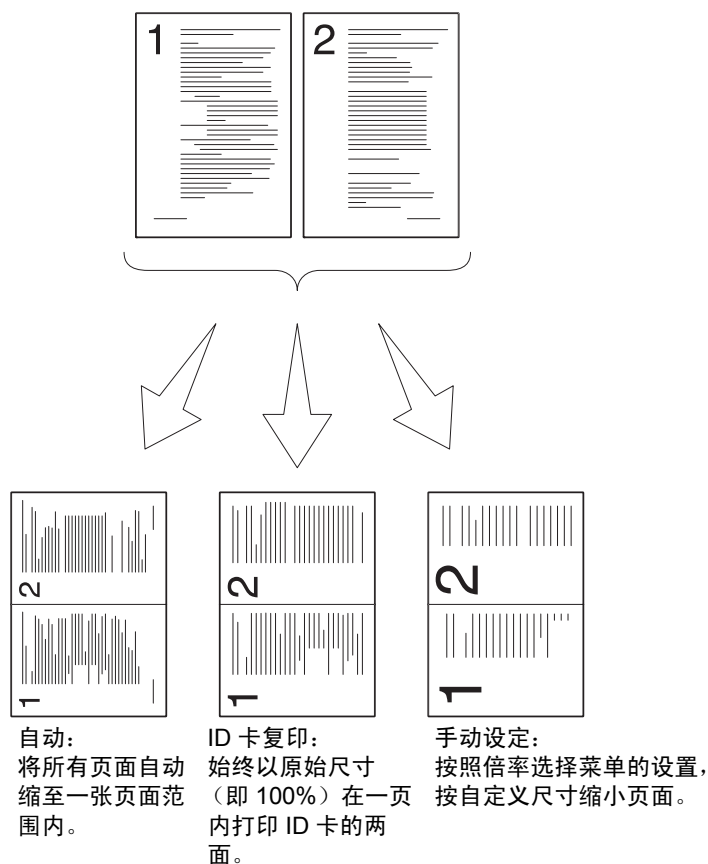 1
2
2
1
2
1
2
1
自动：
将所有页面自动
缩至一张页面范
围内。
ID 卡复印：
始终以原始尺寸
（即 100%）在一页
内打印 ID 卡的两
面。
手动设定：
按照倍率选择菜单的设置，
按自定义尺寸缩小页面。